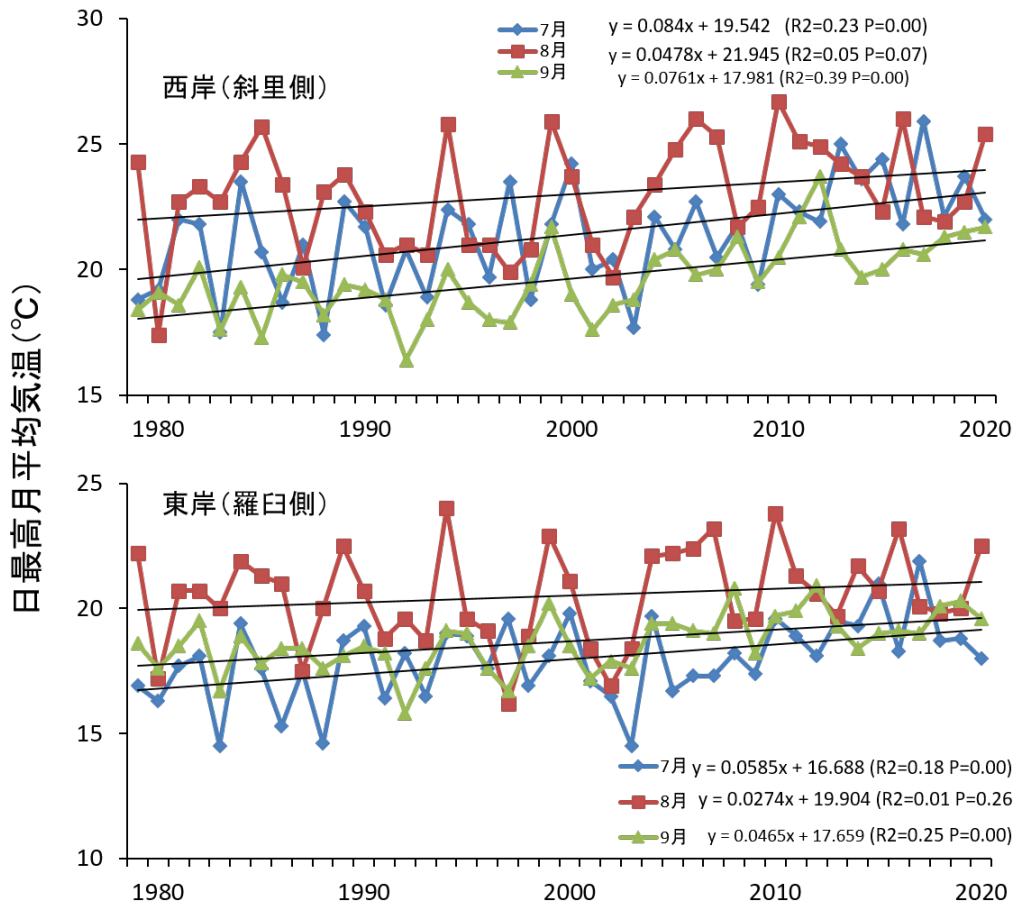 日最高月平均気温(℃)
30
25
20
15
西岸(斜里側)
7月 y = 0.084x + 19.542 (R2=0.23 P=0.00)
8月 y = 0.0478x + 21.945 (R2=0.05 P=0.07)
9月 y = 0.0761x + 17.981 (R2=0.39 P=0.00)
1980 1990 2000 2010 2020
25
20
15
10
東岸(羅臼側)
7月 y = 0.0585x + 16.688 (R2=0.18 P=0.00)
8月 y = 0.0274x + 19.904 (R2=0.01 P=0.26
9月 y = 0.0465x + 17.659 (R2=0.25 P=0.00)
1980 1990 2000 2010 2020